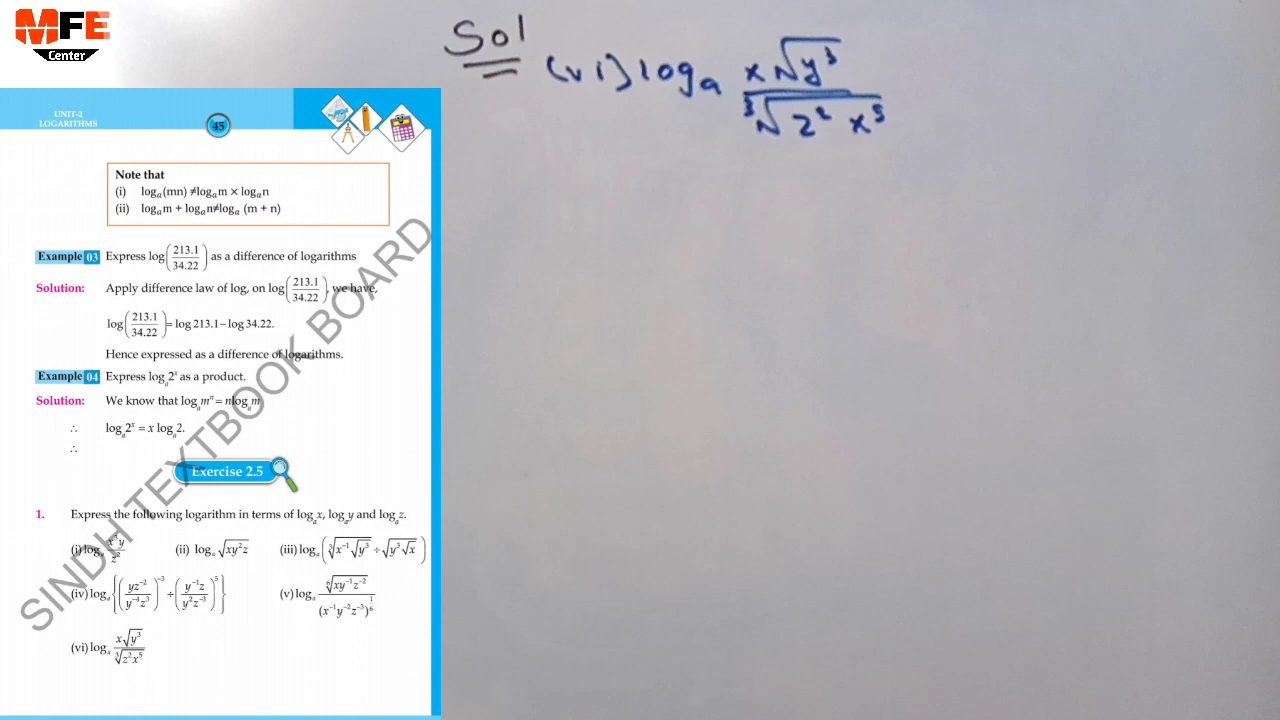 MFE
Center
Sol
(vi) logₐ x√y³ / ∛z² x⁵
UNIT-2
LOGARITHMS
45
Note that
(i) logₐ(mn) ≠ logₐm × logₐn
(ii) logₐm + logₐn ≠ logₐ (m + n)
Example 03 Express log(213.1/34.22) as a difference of logarithms
Solution: Apply difference law of log, on log(213.1/34.22), we have,
log(213.1/34.22) = log 213.1 – log 34.22.
Hence expressed as a difference of logarithms.
Example 04 Express logₐ2ˣ as a product.
Solution: We know that logₐmⁿ = nlogₐm
∴ logₐ2ˣ = x logₐ2.
∴
Exercise 2.5
1. Express the following logarithm in terms of logₐx, logₐy and logₐz.
(i) logₐ x³y/z² (ii) logₐ √xy²z (iii) logₐ(∛x⁻¹√y³ ÷ √y³√x)
(iv) logₐ{(yz⁻²/y⁻⁴z³)⁻³ ÷ (y⁻¹z/y²z⁻³)⁵} (v) logₐ ⁶√xy⁻¹z⁻² / (x⁻¹y⁻²z⁻³)^1/6
(vi) logₐ x√y³ / ∛z²x⁵
SINDH TEXTBOOK BOARD